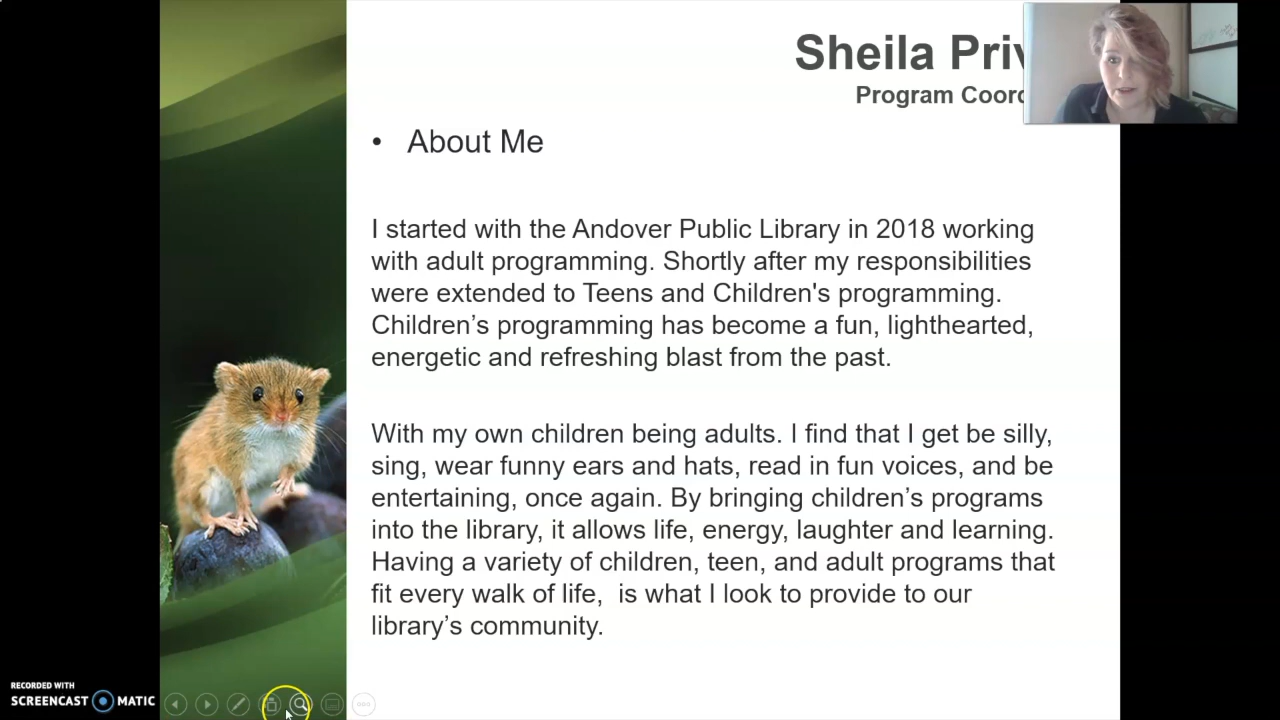 Sheila
Program
• About Me
I started with the Andover Public Library in 2018 working
with adult programming. Shortly after my responsibilities
were extended to Teens and Children's programming.
Children’s programming has become a fun, lighthearted,
energetic and refreshing blast from the past.
With my own children being adults. I find that I get be silly,
sing, wear funny ears and hats, read in fun voices, and be
entertaining, once again. By bringing children’s programs
into the library, it allows life, energy, laughter and learning.
Having a variety of children, teen, and adult programs that
fit every walk of life,  is what I look to provide to our
library’s community.
RECORDED WITH
SCREENCAST MATIC